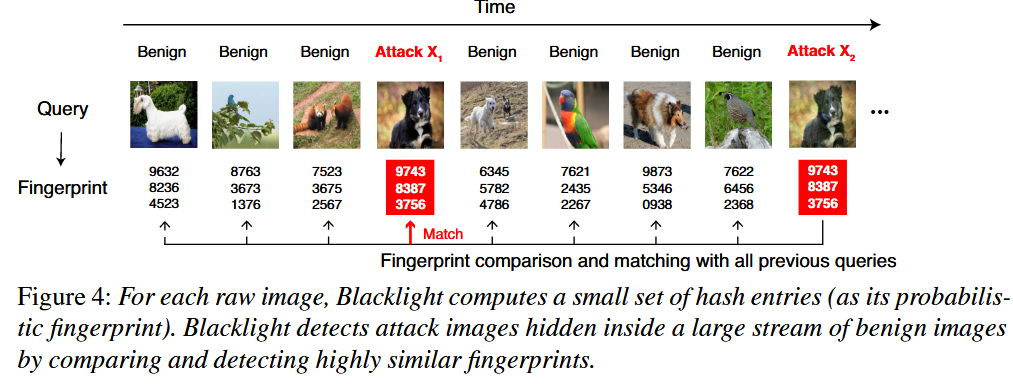 Time
Benign Benign Benign Attack X1 Benign Benign Benign Benign Attack X2
Query ...
Fingerprint
9632 8763 7523 9743 6345 7621 9873 7622 9743
8236 3673 3675 8387 5782 2435 5346 6456 8387
4523 1376 2567 3756 4786 2267 0938 2368 3756
Match
Fingerprint comparison and matching with all previous queries
Figure 4: For each raw image, Blacklight computes a small set of hash entries (as its probabilis-
tic fingerprint). Blacklight detects attack images hidden inside a large stream of benign images
by comparing and detecting highly similar fingerprints.